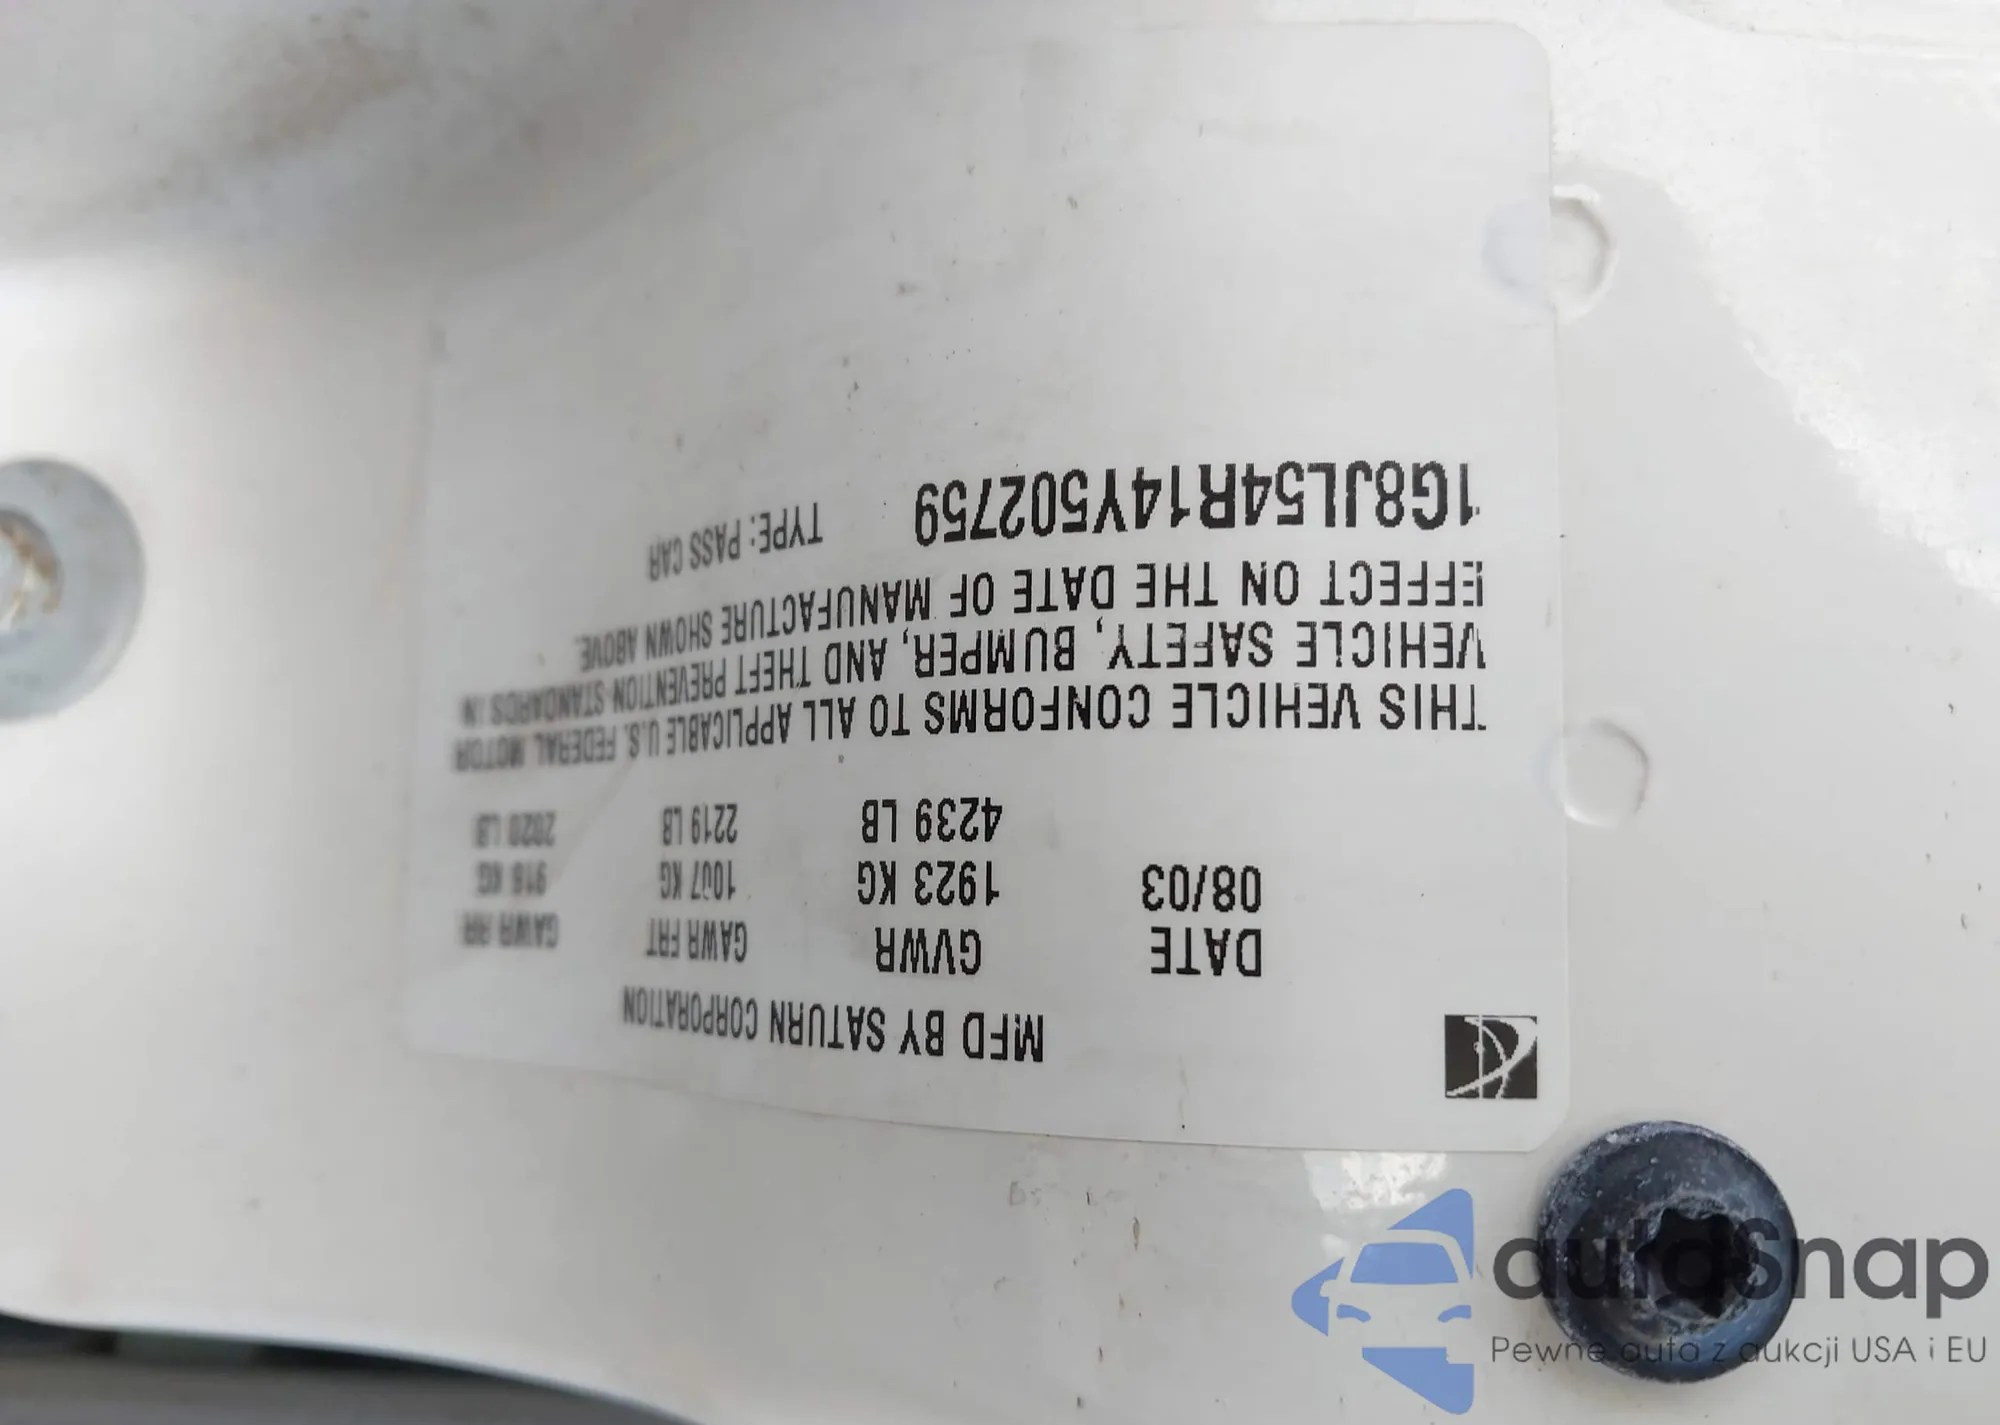 MFD BY SATURN CORPORATION
DATE GVWR GAWR FRT GAWR RR
08/03 1923 KG 1007 KG 916 KG
4239 LB 2219 LB 2020 LB
THIS VEHICLE CONFORMS TO ALL APPLICABLE U.S. FEDERAL MOTOR
VEHICLE SAFETY, BUMPER, AND THEFT PREVENTION STANDARDS IN
EFFECT ON THE DATE OF MANUFACTURE SHOWN ABOVE.
1G8JL54R14Y502759 TYPE: PASS CAR
autosnap
Pewne auta z aukcji USA i EU